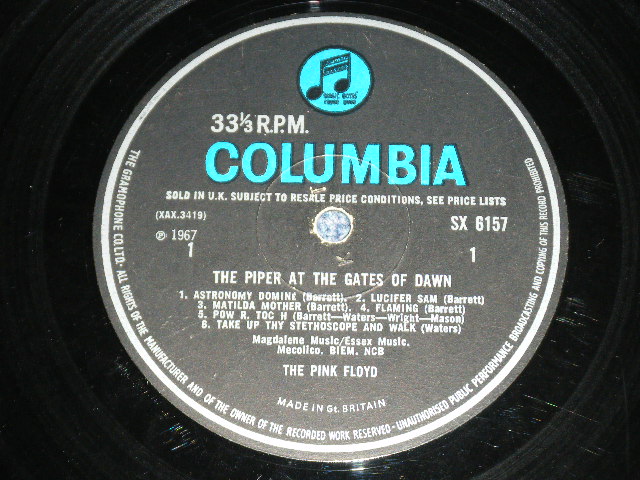 33⅓ R.P.M.
COLUMBIA
SOLD IN U.K. SUBJECT TO RESALE PRICE CONDITIONS, SEE PRICE LISTS
(XAX.3419)
SX 6157
℗ 1967
1
1
THE PIPER AT THE GATES OF DAWN
1. ASTRONOMY DOMINE (Barrett). 2. LUCIFER SAM (Barrett)
3. MATILDA MOTHER (Barrett). 4. FLAMING (Barrett)
5. POW R. TOC H (Barrett—Waters—Wright—Mason)
6. TAKE UP THY STETHOSCOPE AND WALK (Waters)
Magdalene Music/Essex Music.
Mecolico. BIEM. NCB
THE PINK FLOYD
MADE IN Gt. BRITAIN
THE GRAMOPHONE CO. LTD · ALL RIGHTS OF THE MANUFACTURER AND OF THE OWNER OF THE RECORDED WORK RESERVED · UNAUTHORISED PUBLIC PERFORMANCE BROADCASTING AND COPYING OF THIS RECORD PROHIBITED